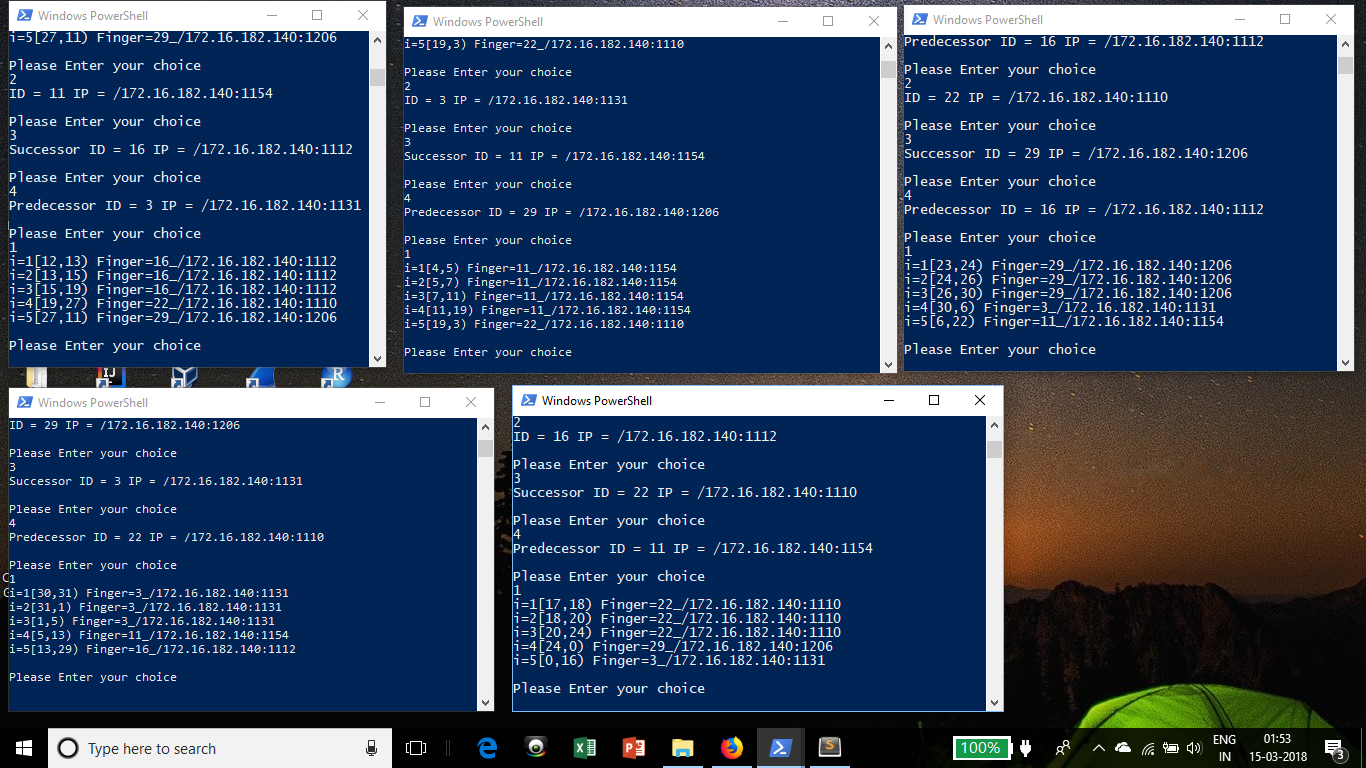 Windows PowerShell
i=5[27,11) Finger=29_/172.16.182.140:1206
Please Enter your choice
2
ID = 11 IP = /172.16.182.140:1154
Please Enter your choice
3
Successor ID = 16 IP = /172.16.182.140:1112
Please Enter your choice
4
Predecessor ID = 3 IP = /172.16.182.140:1131
Please Enter your choice
1
i=1[12,13) Finger=16_/172.16.182.140:1112
i=2[13,15) Finger=16_/172.16.182.140:1112
i=3[15,19) Finger=16_/172.16.182.140:1112
i=4[19,27) Finger=22_/172.16.182.140:1110
i=5[27,11) Finger=29_/172.16.182.140:1206
Please Enter your choice
Windows PowerShell
i=5[19,3) Finger=22_/172.16.182.140:1110
Please Enter your choice
2
ID = 3 IP = /172.16.182.140:1131
Please Enter your choice
3
Successor ID = 11 IP = /172.16.182.140:1154
Please Enter your choice
4
Predecessor ID = 29 IP = /172.16.182.140:1206
Please Enter your choice
1
i=1[4,5) Finger=11_/172.16.182.140:1154
i=2[5,7) Finger=11_/172.16.182.140:1154
i=3[7,11) Finger=11_/172.16.182.140:1154
i=4[11,19) Finger=11_/172.16.182.140:1154
i=5[19,3) Finger=22_/172.16.182.140:1110
Please Enter your choice
Windows PowerShell
Predecessor ID = 16 IP = /172.16.182.140:1112
Please Enter your choice
2
ID = 22 IP = /172.16.182.140:1110
Please Enter your choice
3
Successor ID = 29 IP = /172.16.182.140:1206
Please Enter your choice
4
Predecessor ID = 16 IP = /172.16.182.140:1112
Please Enter your choice
1
i=1[23,24) Finger=29_/172.16.182.140:1206
i=2[24,26) Finger=29_/172.16.182.140:1206
i=3[26,30) Finger=29_/172.16.182.140:1206
i=4[30,6) Finger=3_/172.16.182.140:1131
i=5[6,22) Finger=11_/172.16.182.140:1154
Please Enter your choice
IJ
R
Windows PowerShell
ID = 29 IP = /172.16.182.140:1206
Please Enter your choice
3
Successor ID = 3 IP = /172.16.182.140:1131
Please Enter your choice
4
Predecessor ID = 22 IP = /172.16.182.140:1110
Please Enter your choice
1
i=1[30,31) Finger=3_/172.16.182.140:1131
i=2[31,1) Finger=3_/172.16.182.140:1131
i=3[1,5) Finger=3_/172.16.182.140:1131
i=4[5,13) Finger=11_/172.16.182.140:1154
i=5[13,29) Finger=16_/172.16.182.140:1112
Please Enter your choice
Windows PowerShell
2
ID = 16 IP = /172.16.182.140:1112
Please Enter your choice
3
Successor ID = 22 IP = /172.16.182.140:1110
Please Enter your choice
4
Predecessor ID = 11 IP = /172.16.182.140:1154
Please Enter your choice
1
i=1[17,18) Finger=22_/172.16.182.140:1110
i=2[18,20) Finger=22_/172.16.182.140:1110
i=3[20,24) Finger=22_/172.16.182.140:1110
i=4[24,0) Finger=29_/172.16.182.140:1206
i=5[0,16) Finger=3_/172.16.182.140:1131
Please Enter your choice
Type here to search
100%
ENG
IN
01:53
15-03-2018
3